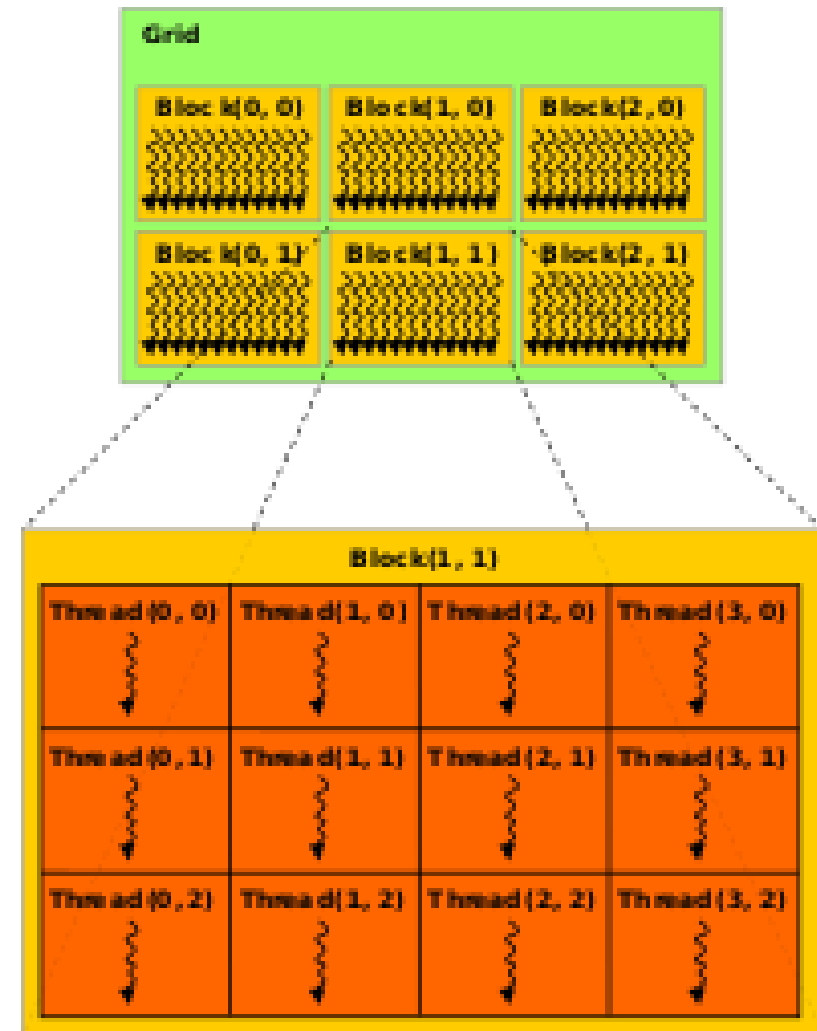 Grid
Block(0, 0) Block(1, 0) Block(2, 0)
Block(0, 1) Block(1, 1) Block(2, 1)
Block(1, 1)
Thread(0, 0) Thread(1, 0) Thread(2, 0) Thread(3, 0)
Thread(0, 1) Thread(1, 1) Thread(2, 1) Thread(3, 1)
Thread(0, 2) Thread(1, 2) Thread(2, 2) Thread(3, 2)